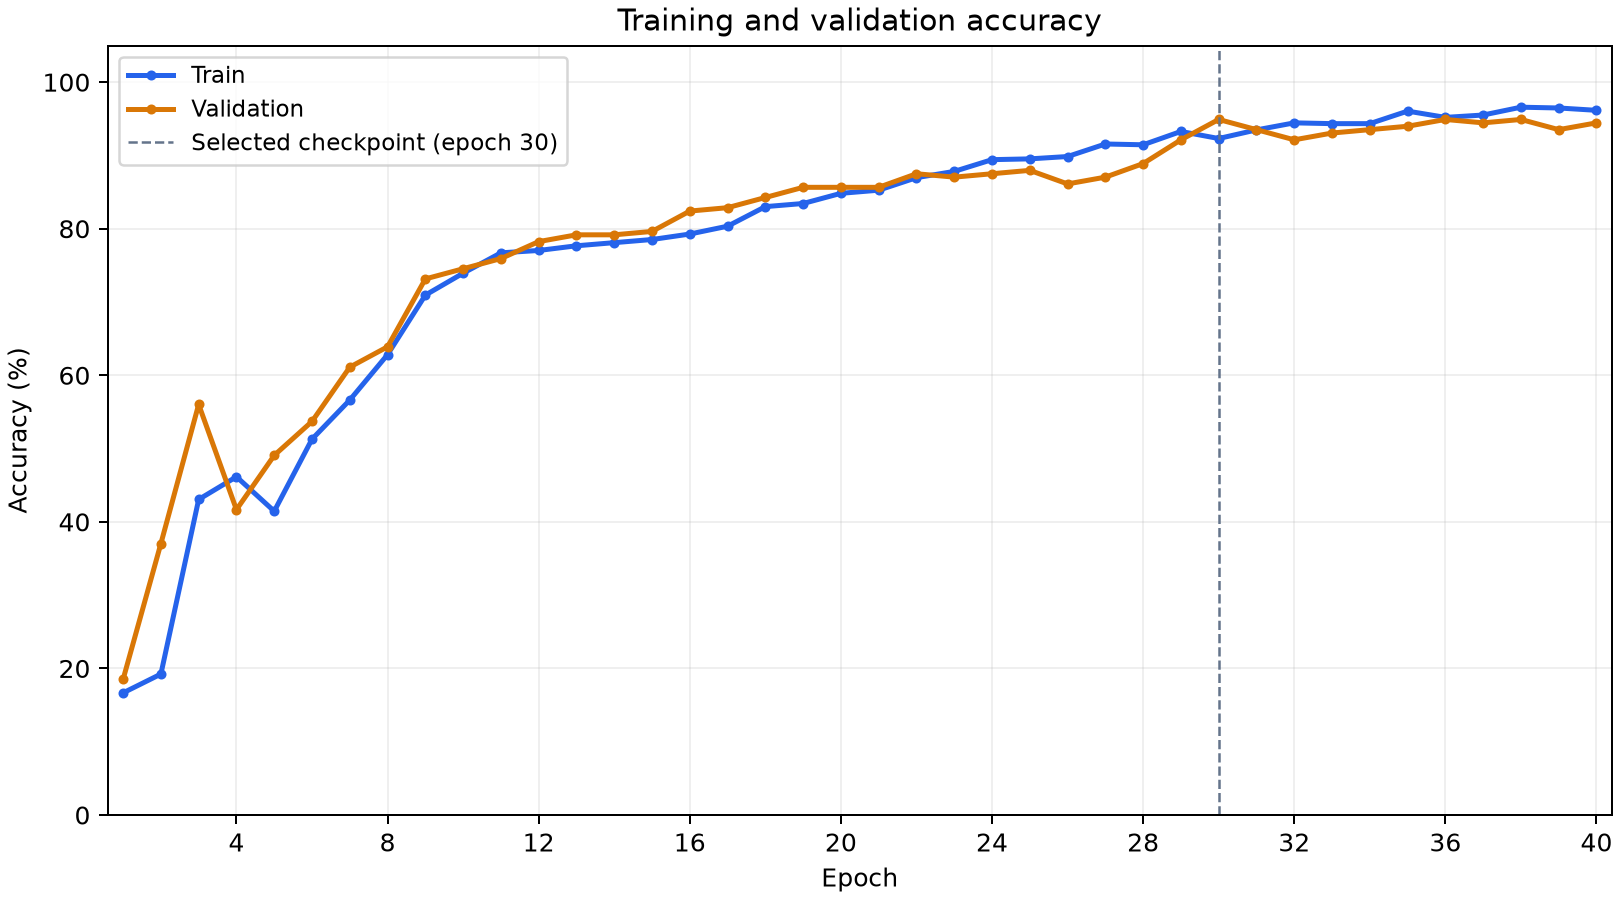 Training and validation accuracy
Train
Validation
Selected checkpoint (epoch 30)
Accuracy (%)
100
80
60
40
20
0
4 8 12 16 20 24 28 32 36 40
Epoch